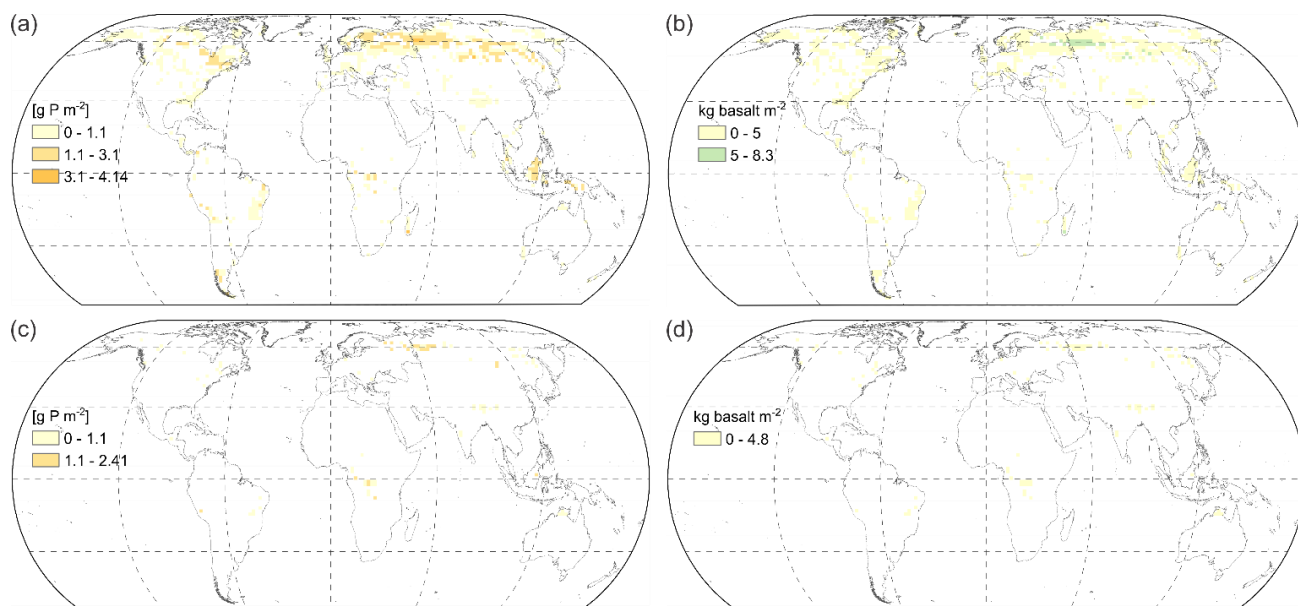 (a)
[g P m-2]
0 - 1.1
1.1 - 3.1
3.1 - 4.14
(b)
kg basalt m-2
0 - 5
5 - 8.3
(c)
[g P m-2]
0 - 1.1
1.1 - 2.41
(d)
kg basalt m-2
0 - 4.8